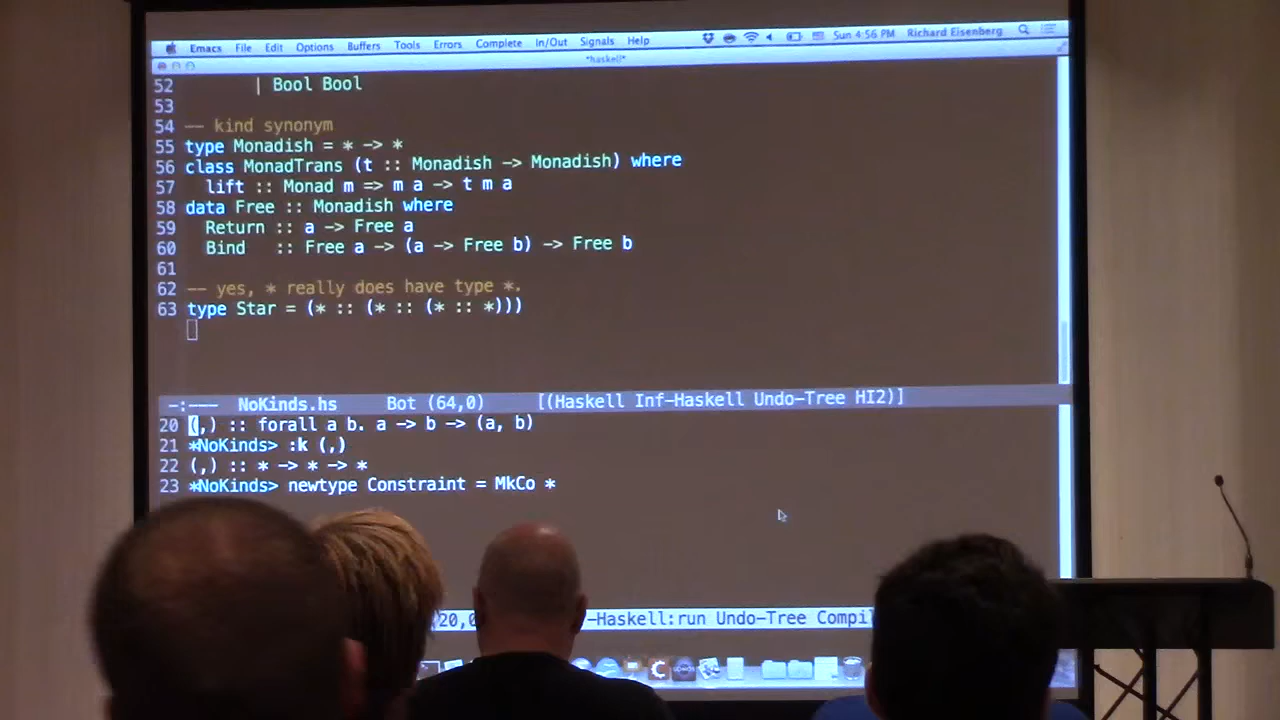 Emacs File Edit Options Buffers Tools Errors Complete In/Out Signals Help Sun 4:56 PM Richard Eisenberg
*haskell*
52 | Bool Bool
53
54 -- kind synonym
55 type Monadish = * -> *
56 class MonadTrans (t :: Monadish -> Monadish) where
57 lift :: Monad m => m a -> t m a
58 data Free :: Monadish where
59 Return :: a -> Free a
60 Bind :: Free a -> (a -> Free b) -> Free b
61
62 -- yes, * really does have type *.
63 type Star = (* :: (* :: (* :: *)))
-:---- NoKinds.hs Bot (64,0) [(Haskell Inf-Haskell Undo-Tree HI2)]
20 (,) :: forall a b. a -> b -> (a, b)
21 *NoKinds> :k (,)
22 (,) :: * -> * -> *
23 *NoKinds> newtype Constraint = MkCo *
20,0 -Haskell:run Undo-Tree Compil